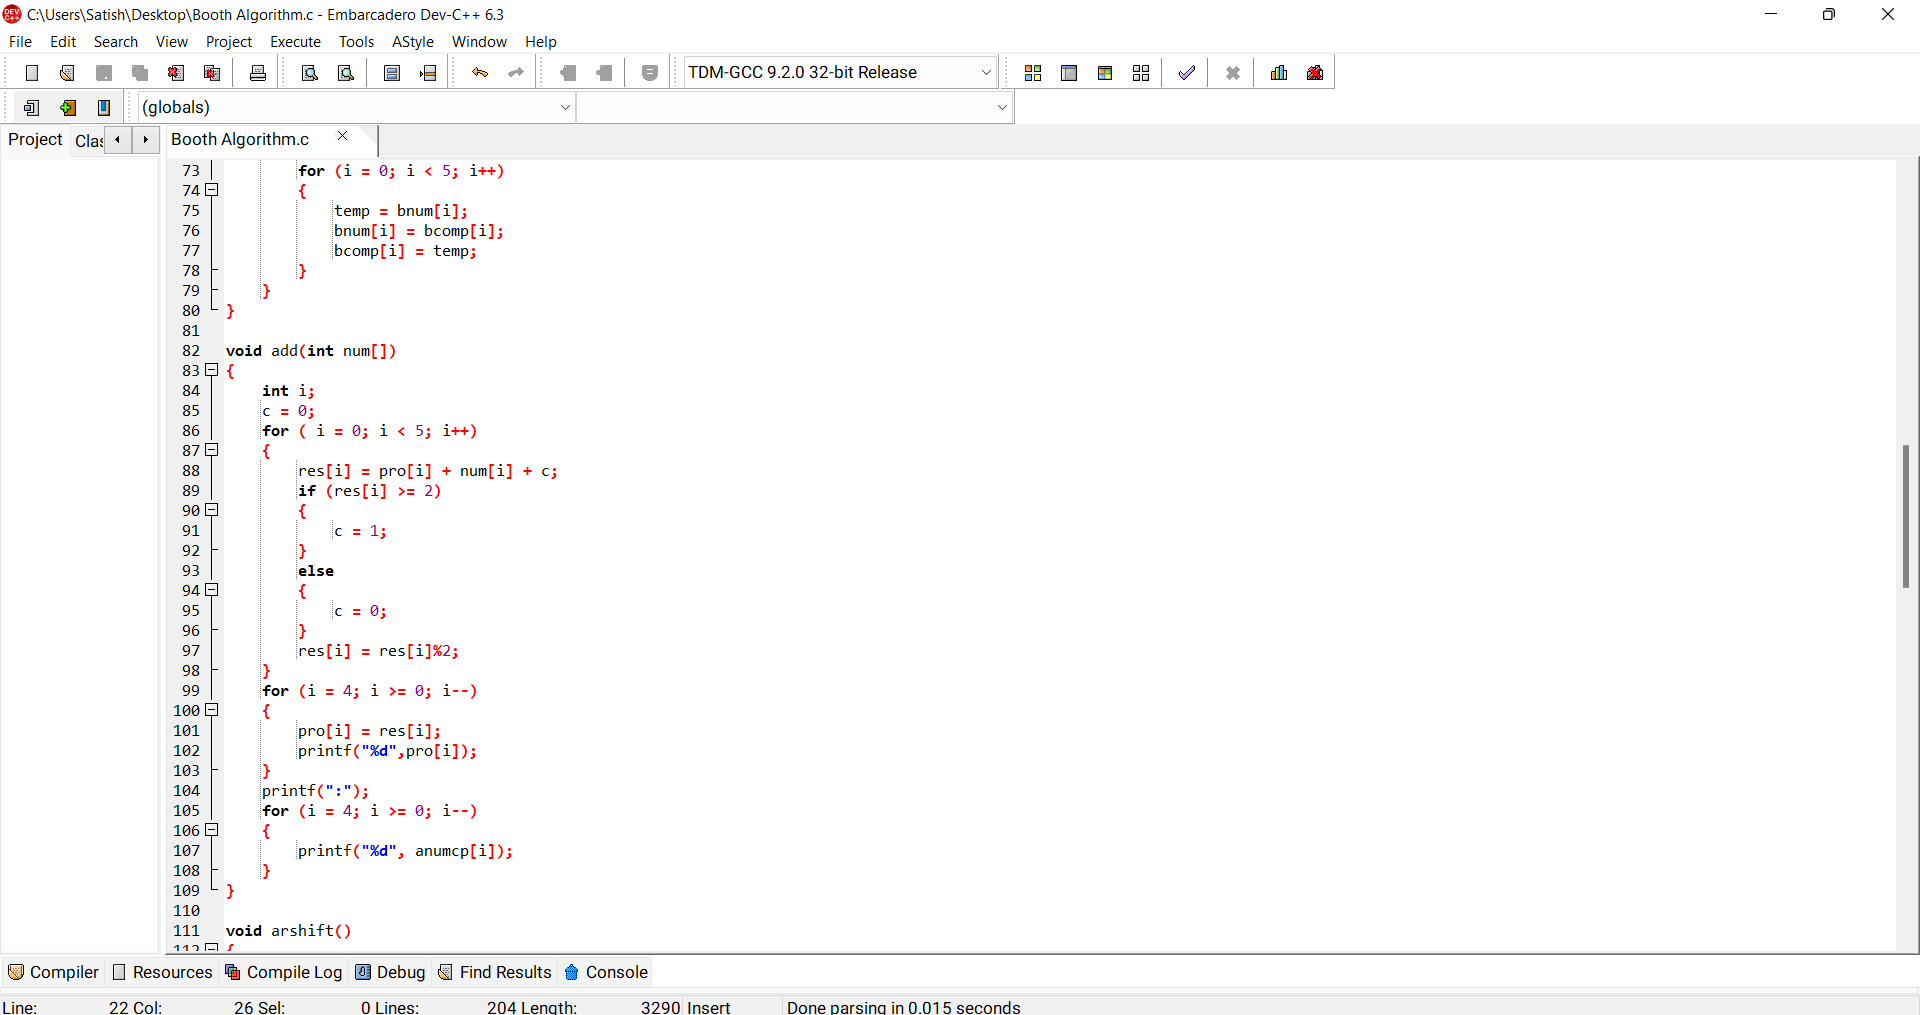 C:\Users\Satish\Desktop\Booth Algorithm.c - Embarcadero Dev-C++ 6.3
File Edit Search View Project Execute Tools AStyle Window Help
TDM-GCC 9.2.0 32-bit Release
(globals)
Project Clas Booth Algorithm.c
73 for (i = 0; i < 5; i++)
74 {
75 temp = bnum[i];
76 bnum[i] = bcomp[i];
77 bcomp[i] = temp;
78 }
79 }
80 }
81
82 void add(int num[])
83 {
84 int i;
85 c = 0;
86 for ( i = 0; i < 5; i++)
87 {
88 res[i] = pro[i] + num[i] + c;
89 if (res[i] >= 2)
90 {
91 c = 1;
92 }
93 else
94 {
95 c = 0;
96 }
97 res[i] = res[i]%2;
98 }
99 for (i = 4; i >= 0; i--)
100 {
101 pro[i] = res[i];
102 printf("%d",pro[i]);
103 }
104 printf(":");
105 for (i = 4; i >= 0; i--)
106 {
107 printf("%d", anumcp[i]);
108 }
109 }
110
111 void arshift()
112 {
Compiler Resources Compile Log Debug Find Results Console
Line: 22 Col: 26 Sel: 0 Lines: 204 Length: 3290 Insert Done parsing in 0.015 seconds